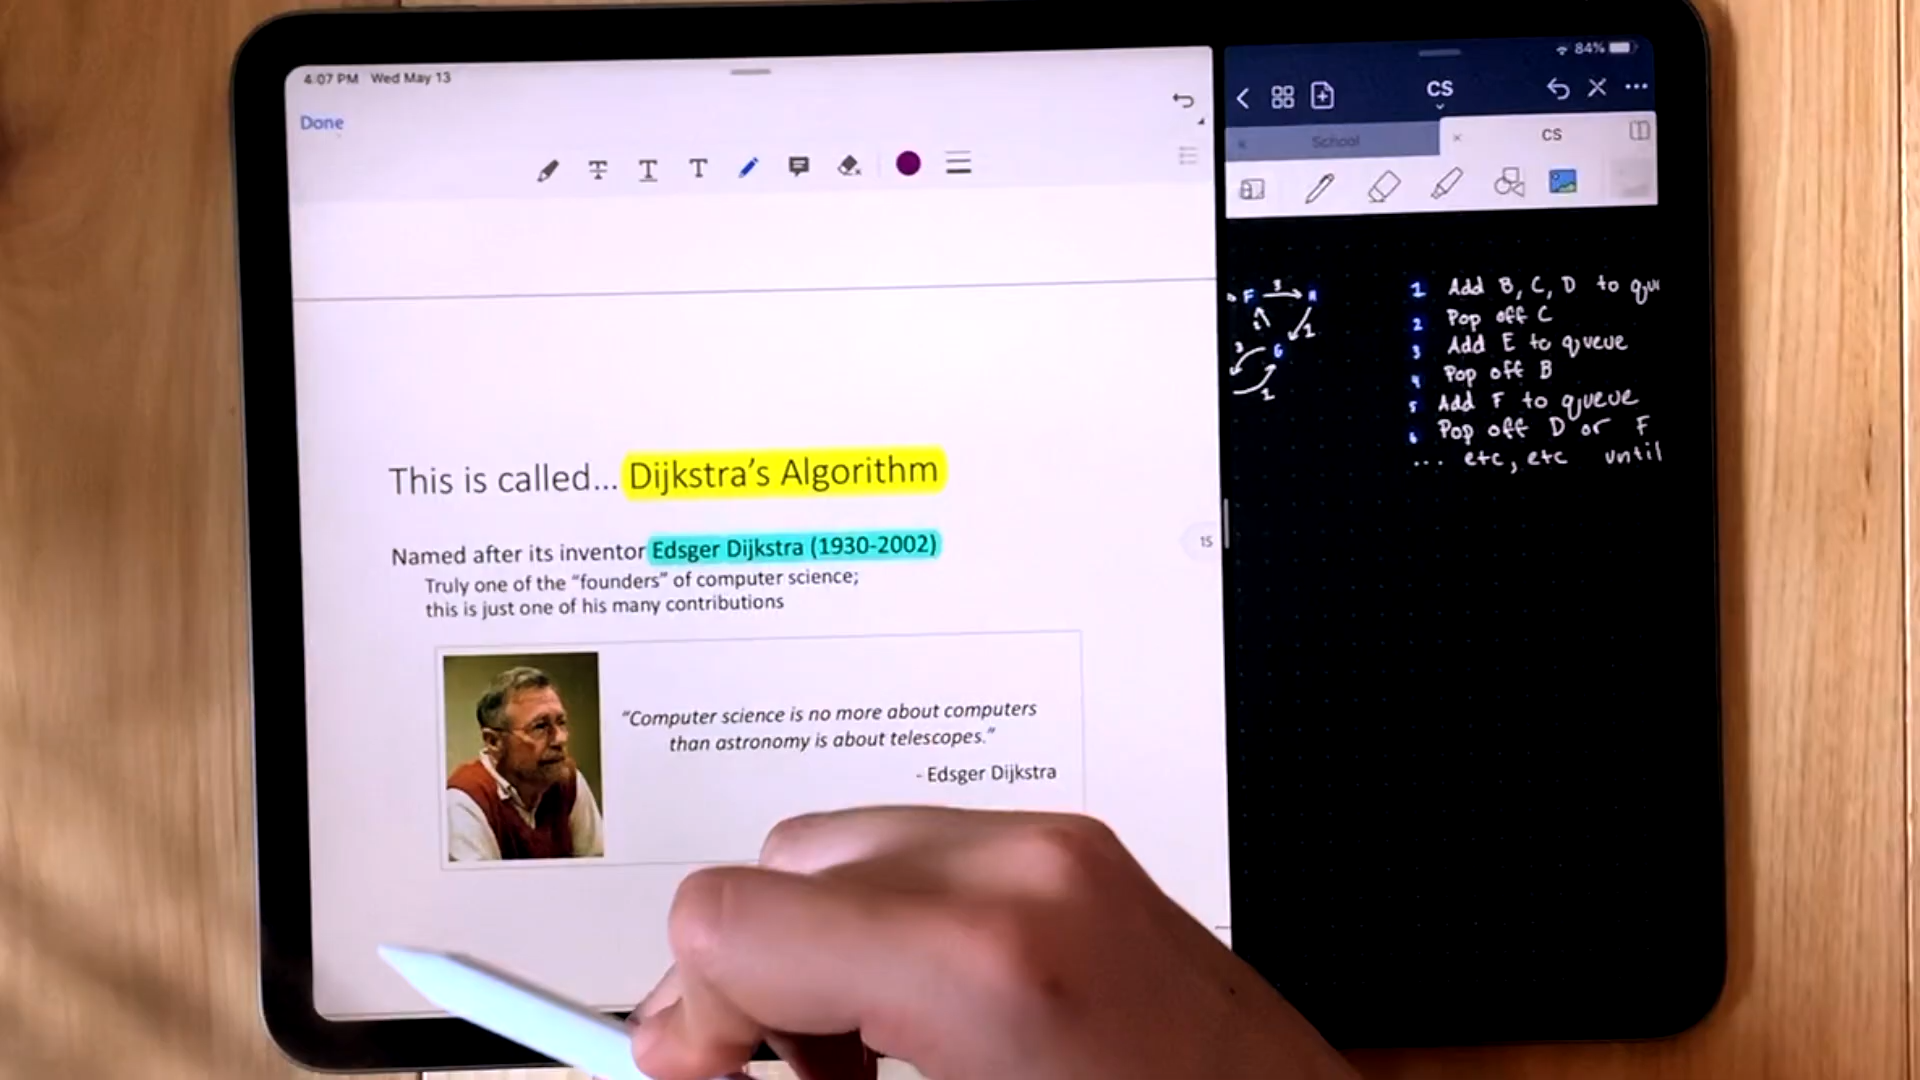 4:07 PM Wed May 13
Done
This is called... Dijkstra's Algorithm
Named after its inventor Edsger Dijkstra (1930-2002)
Truly one of the "founders" of computer science;
this is just one of his many contributions
"Computer science is no more about computers
than astronomy is about telescopes."
- Edsger Dijkstra
15
84%
CS
School
CS
F 3
1
3 G
1
1 Add B, C, D to
2 Pop off C
3 Add E to queue
4 Pop off B
5 Add F to queue
6 Pop off D or F
... etc, etc until